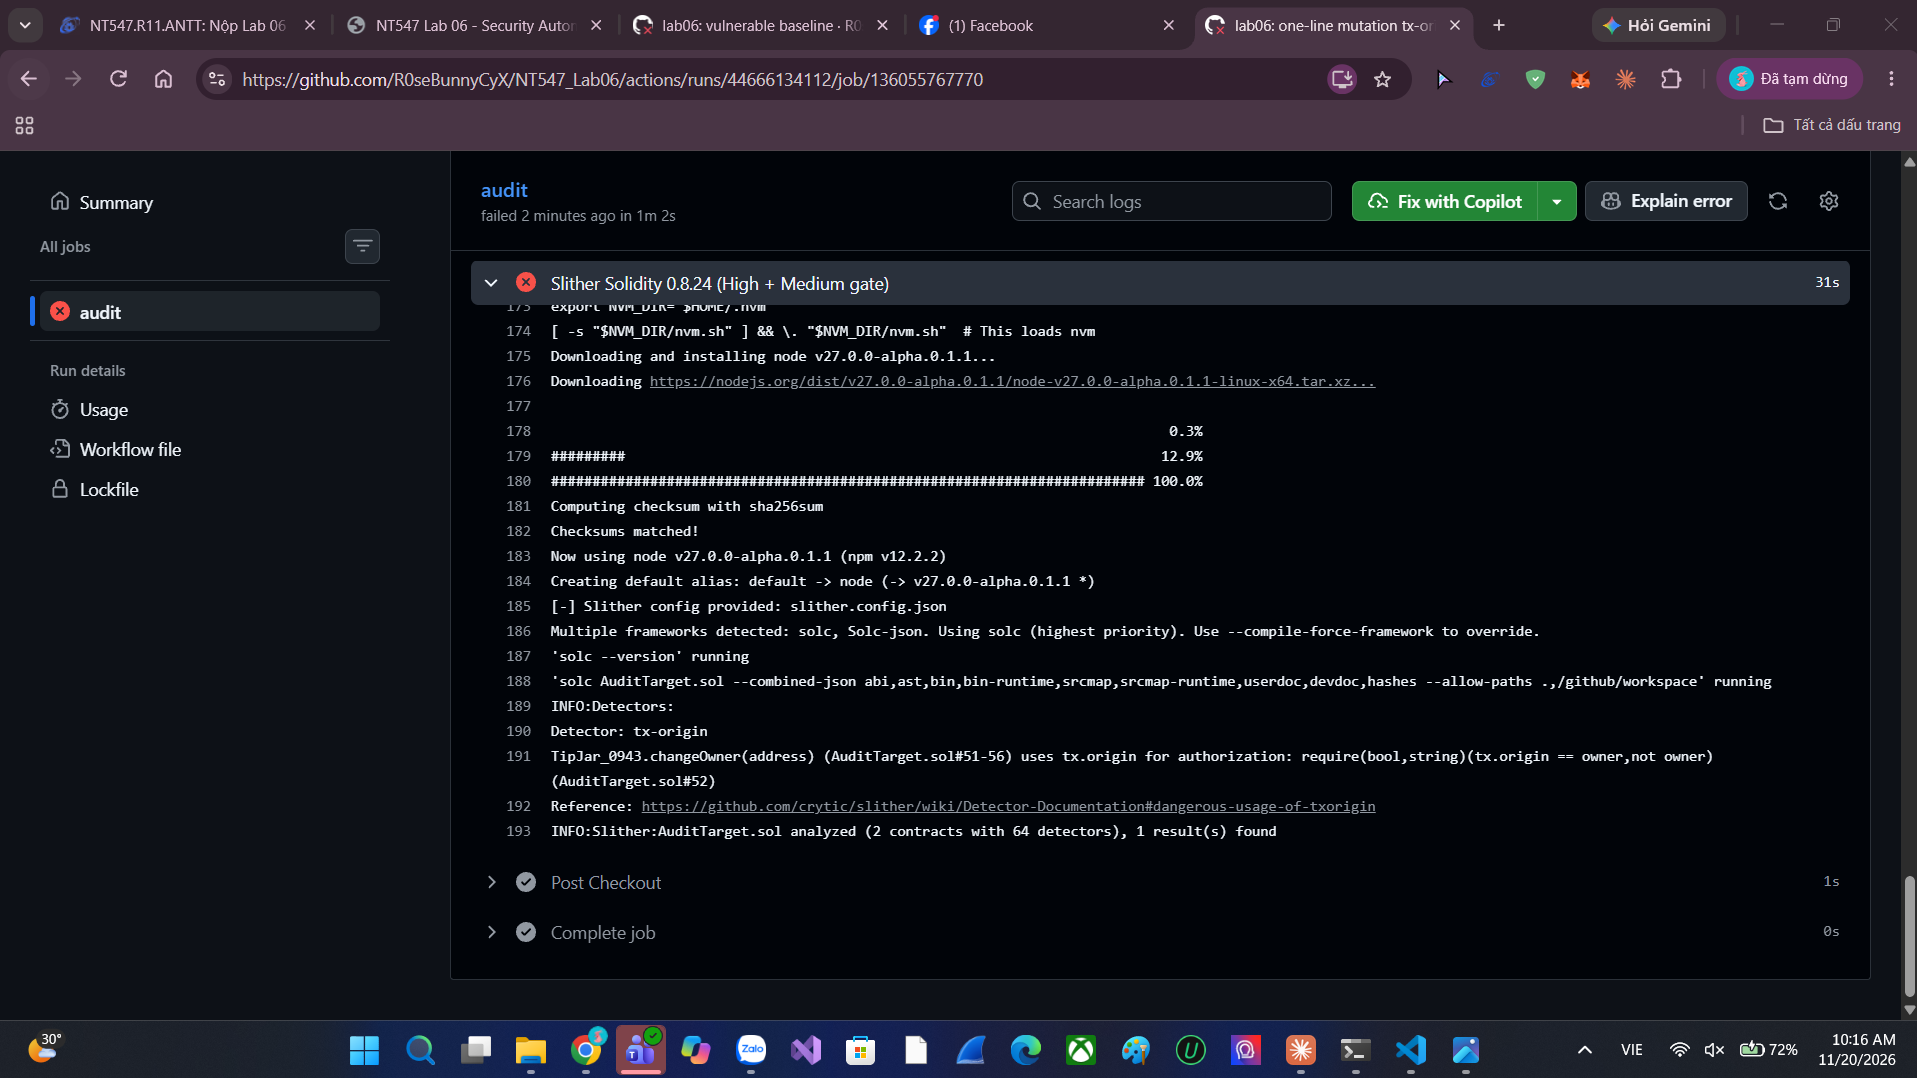 NT547.R11.ANTT: Nộp Lab 06
NT547 Lab 06 - Security Auton
lab06: vulnerable baseline · R0
(1) Facebook
lab06: one-line mutation tx-or
Hỏi Gemini
https://github.com/R0seBunnyCyX/NT547_Lab06/actions/runs/44666134112/job/136055767770
Đã tạm dừng
Tất cả dấu trang
Summary
All jobs
audit
Run details
Usage
Workflow file
Lockfile
audit
failed 2 minutes ago in 1m 2s
Search logs
Fix with Copilot
Explain error
Slither Solidity 0.8.24 (High + Medium gate)
31s
173 export NVM_DIR="$HOME/.nvm
174 [ -s "$NVM_DIR/nvm.sh" ] && \. "$NVM_DIR/nvm.sh"  # This loads nvm
175 Downloading and installing node v27.0.0-alpha.0.1.1...
176 Downloading https://nodejs.org/dist/v27.0.0-alpha.0.1.1/node-v27.0.0-alpha.0.1.1-linux-x64.tar.xz...
177
178 0.3%
179 ######### 12.9%
180 ######################################################################## 100.0%
181 Computing checksum with sha256sum
182 Checksums matched!
183 Now using node v27.0.0-alpha.0.1.1 (npm v12.2.2)
184 Creating default alias: default -> node (-> v27.0.0-alpha.0.1.1 *)
185 [-] Slither config provided: slither.config.json
186 Multiple frameworks detected: solc, Solc-json. Using solc (highest priority). Use --compile-force-framework to override.
187 'solc --version' running
188 'solc AuditTarget.sol --combined-json abi,ast,bin,bin-runtime,srcmap,srcmap-runtime,userdoc,devdoc,hashes --allow-paths .,/github/workspace' running
189 INFO:Detectors:
190 Detector: tx-origin
191 TipJar_0943.changeOwner(address) (AuditTarget.sol#51-56) uses tx.origin for authorization: require(bool,string)(tx.origin == owner,not owner)
(AuditTarget.sol#52)
192 Reference: https://github.com/crytic/slither/wiki/Detector-Documentation#dangerous-usage-of-txorigin
193 INFO:Slither:AuditTarget.sol analyzed (2 contracts with 64 detectors), 1 result(s) found
Post Checkout
1s
Complete job
0s
30°
Zalo
VIE
72%
10:16 AM
11/20/2026